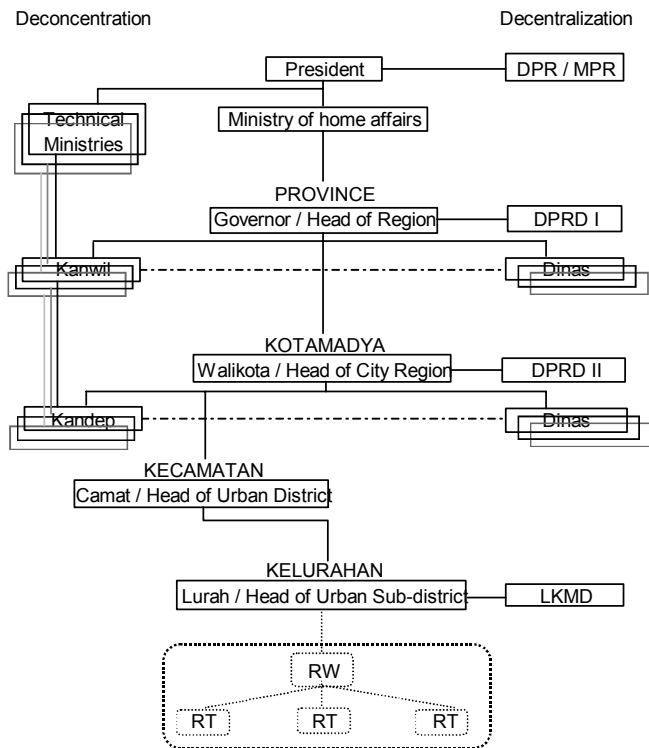 Deconcentration
Decentralization
President
DPR / MPR
Technical
Ministries
Ministry of home affairs
PROVINCE
Governor / Head of Region
DPRD I
Kanwil
Dinas
KOTAMADYA
Walikota / Head of City Region
DPRD II
Kandep
Dinas
KECAMATAN
Camat / Head of Urban District
KELURAHAN
Lurah / Head of Urban Sub-district
LKMD
RW
RT
RT
RT